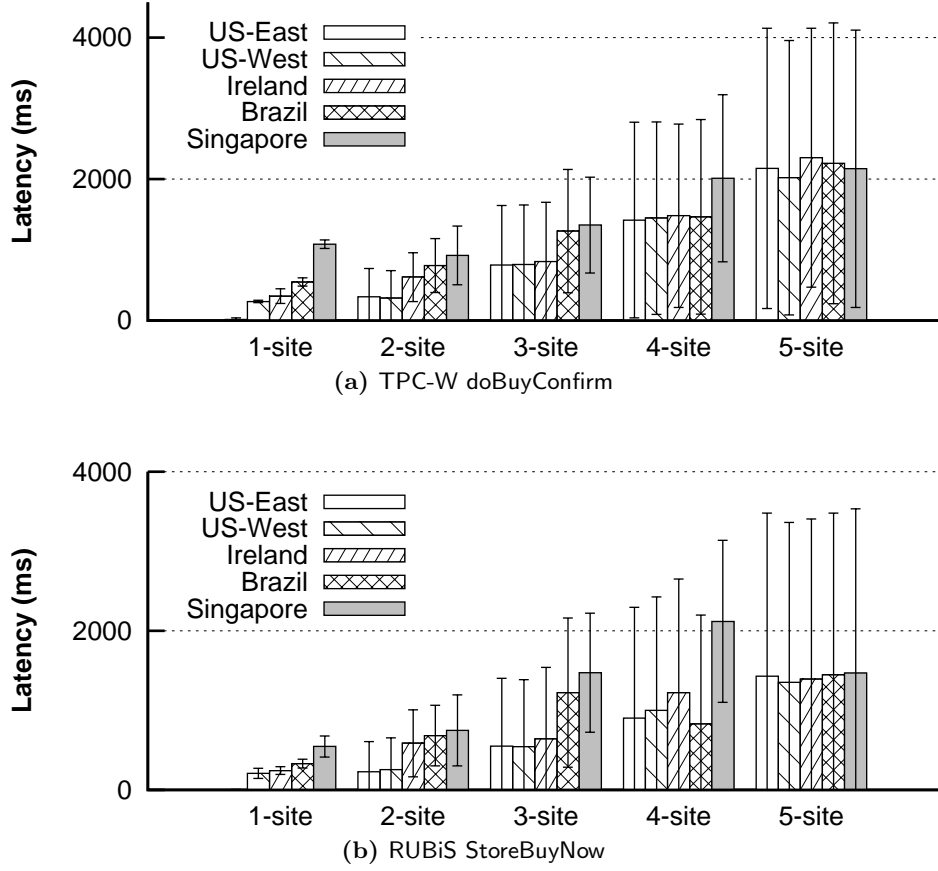 4000
2000
0
Latency (ms)
US-East
US-West
Ireland
Brazil
Singapore
1-site 2-site 3-site 4-site 5-site
(a) TPC-W doBuyConfirm
4000
2000
0
Latency (ms)
US-East
US-West
Ireland
Brazil
Singapore
1-site 2-site 3-site 4-site 5-site
(b) RUBiS StoreBuyNow